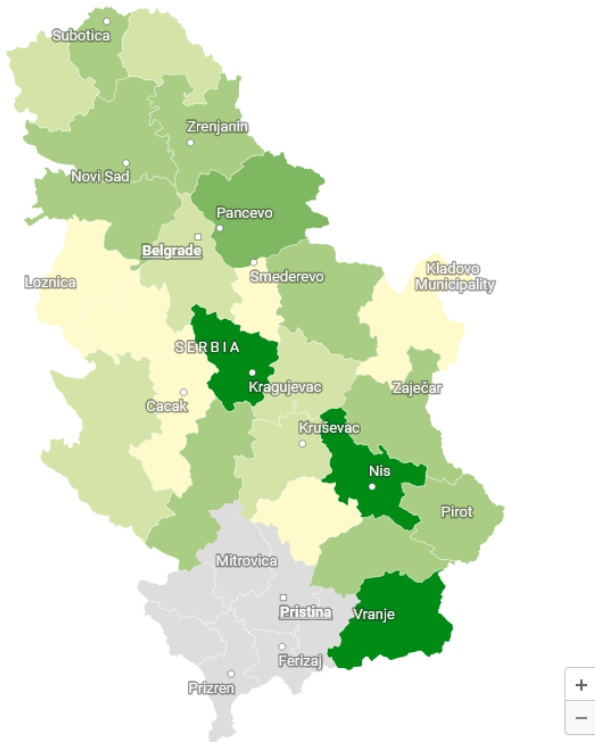 Subotica
Zrenjanin
Novi Sad
Pancevo
Belgrade
Smederevo
Kladovo
Municipality
Loznica
SERBIA
Kragujevac
Zaječar
Cacak
Kruševac
Nis
Pirot
Mitrovica
Pristina
Vranje
Ferizaj
Prizren
+
−